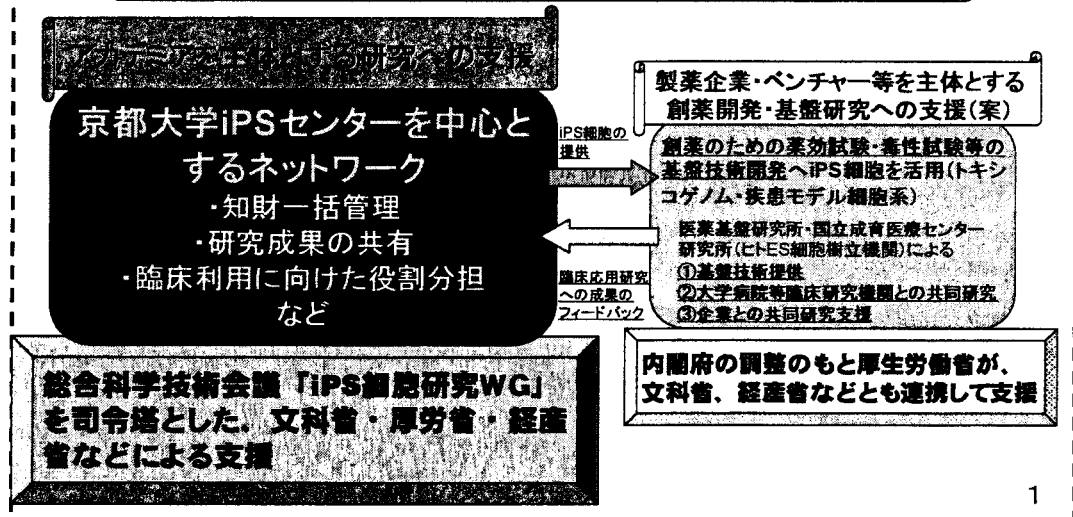 アカデミアを主体とする研究への支援
京都大学iPSセンターを中心と
するネットワーク
・知財一括管理
・研究成果の共有
・臨床利用に向けた役割分担
など
総合科学技術会議「iPS細胞研究WG」
を司令塔とした、文科省・厚労省・経産
省などによる支援
iPS細胞の
提供
臨床応用研究
への成果の
フィードバック
製薬企業・ベンチャー等を主体とする
創薬開発・基盤研究への支援(案)
創薬のための薬効試験・毒性試験等の
基盤技術開発へiPS細胞を活用(トキシ
コゲノム・疾患モデル細胞系)
医薬基盤研究所・国立成育医療センター
研究所(ヒトES細胞樹立機関)による
①基盤技術提供
②大学病院等臨床研究機関との共同研究
③企業との共同研究支援
内閣府の調整のもと厚生労働省が、
文科省、経産省などとも連携して支援
1